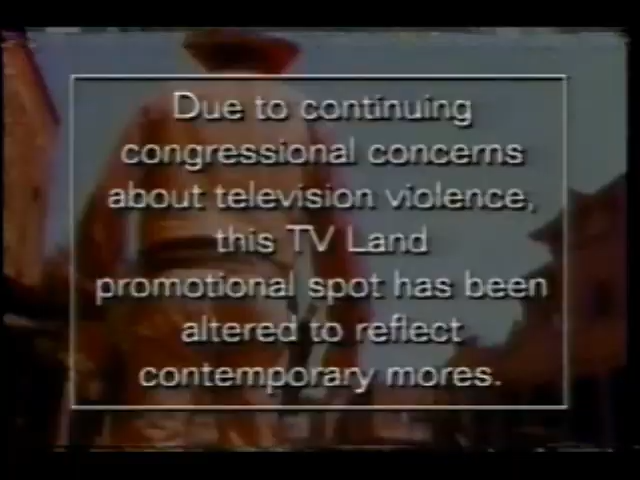 Due to continuing
congressional concerns
about television violence,
this TV Land
promotional spot has been
altered to reflect
contemporary mores.